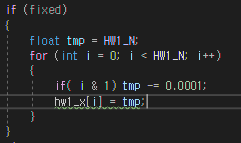 if (fixed)
{
float tmp = HW1_N;
for (int i = 0; i < HW1_N; i++)
{
if( i & 1) tmp -= 0.0001;
hw1_x[i] = tmp;
}
}